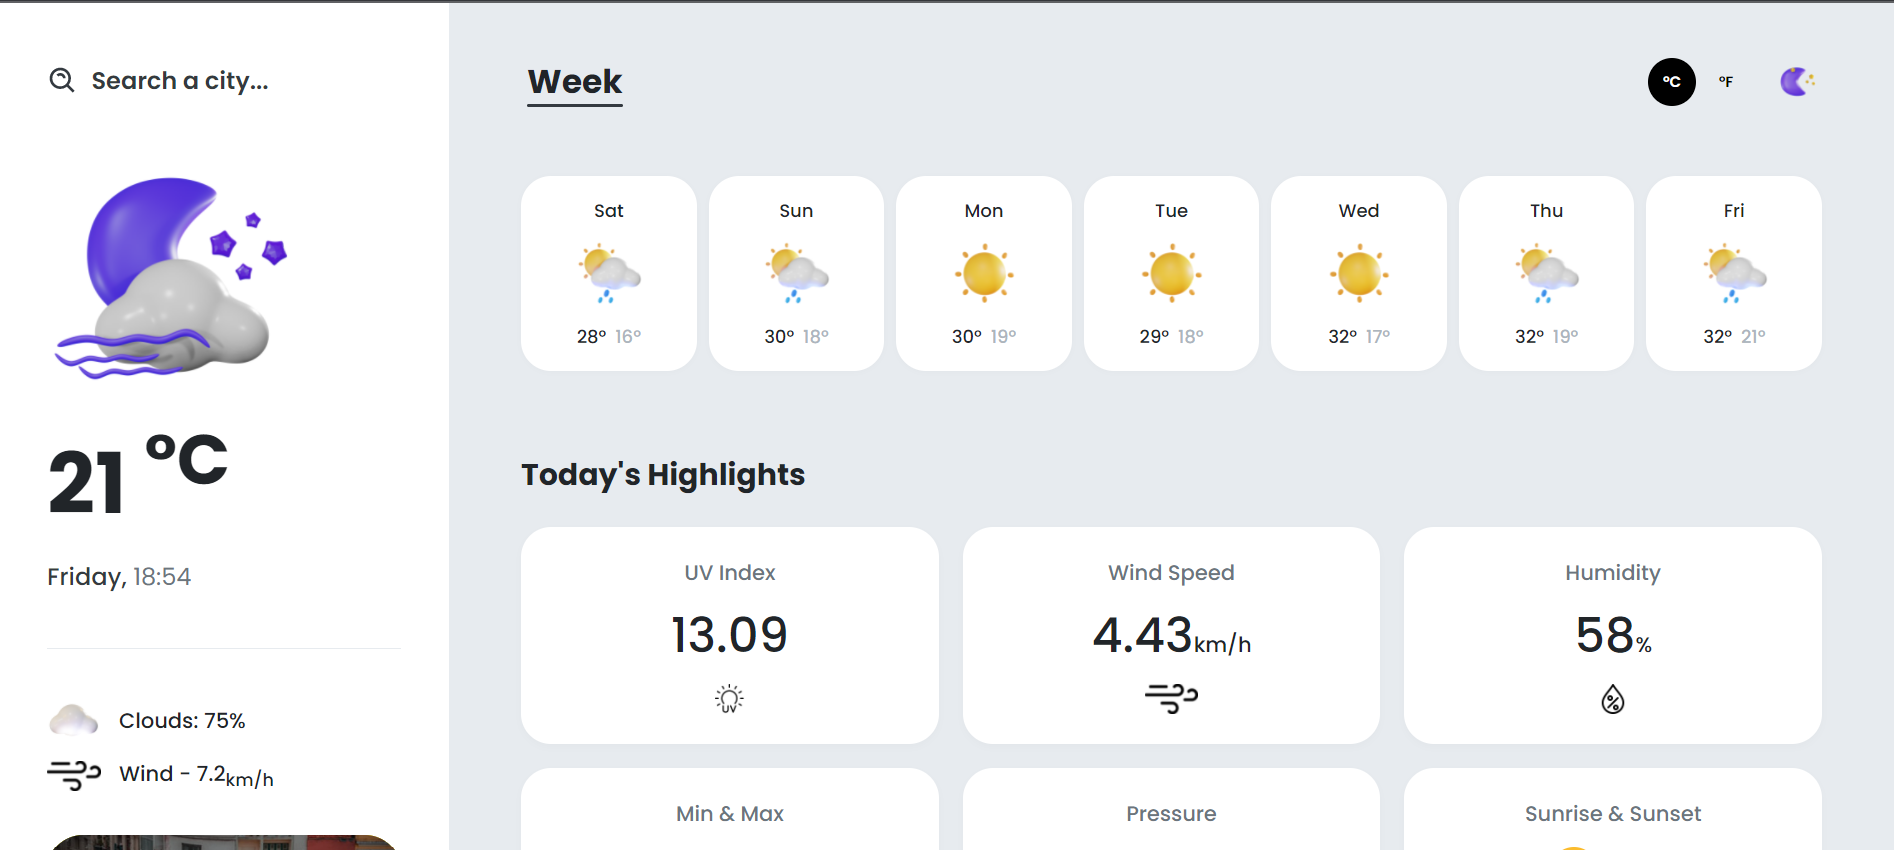 Search a city...
21 °C
Friday, 18:54
Clouds: 75%
Wind - 7.2km/h
Week
°C °F
Sat
28° 16°
Sun
30° 18°
Mon
30° 19°
Tue
29° 18°
Wed
32° 17°
Thu
32° 19°
Fri
32° 21°
Today's Highlights
UV Index
13.09
UV
Wind Speed
4.43km/h
Humidity
58%
%
Min & Max
Pressure
Sunrise & Sunset